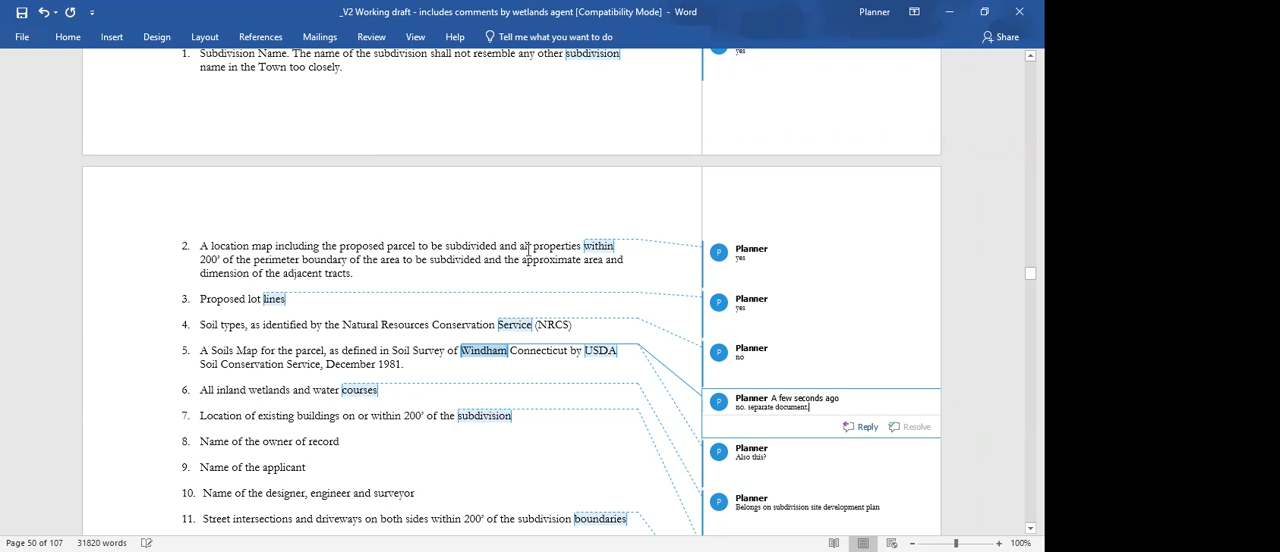 _V2 Working draft - includes comments by wetlands agent [Compatibility Mode] - Word
Planner
File Home Insert Design Layout References Mailings Review View Help Tell me what you want to do
Share
1. Subdivision Name. The name of the subdivision shall not resemble any other subdivision
name in the Town too closely.
yes
2. A location map including the proposed parcel to be subdivided and all properties within
200' of the perimeter boundary of the area to be subdivided and the approximate area and
dimension of the adjacent tracts.
P Planner
yes
3. Proposed lot lines
P Planner
yes
4. Soil types, as identified by the Natural Resources Conservation Service (NRCS)
P Planner
no
5. A Soils Map for the parcel, as defined in Soil Survey of Windham Connecticut by USDA
Soil Conservation Service, December 1981.
P Planner A few seconds ago
no. separate document.
Reply Resolve
6. All inland wetlands and water courses
7. Location of existing buildings on or within 200' of the subdivision
8. Name of the owner of record
P Planner
Also this?
9. Name of the applicant
10. Name of the designer, engineer and surveyor
P Planner
Belongs on subdivision site development plan
11. Street intersections and driveways on both sides within 200' of the subdivision boundaries
Page 50 of 107 31820 words
100%